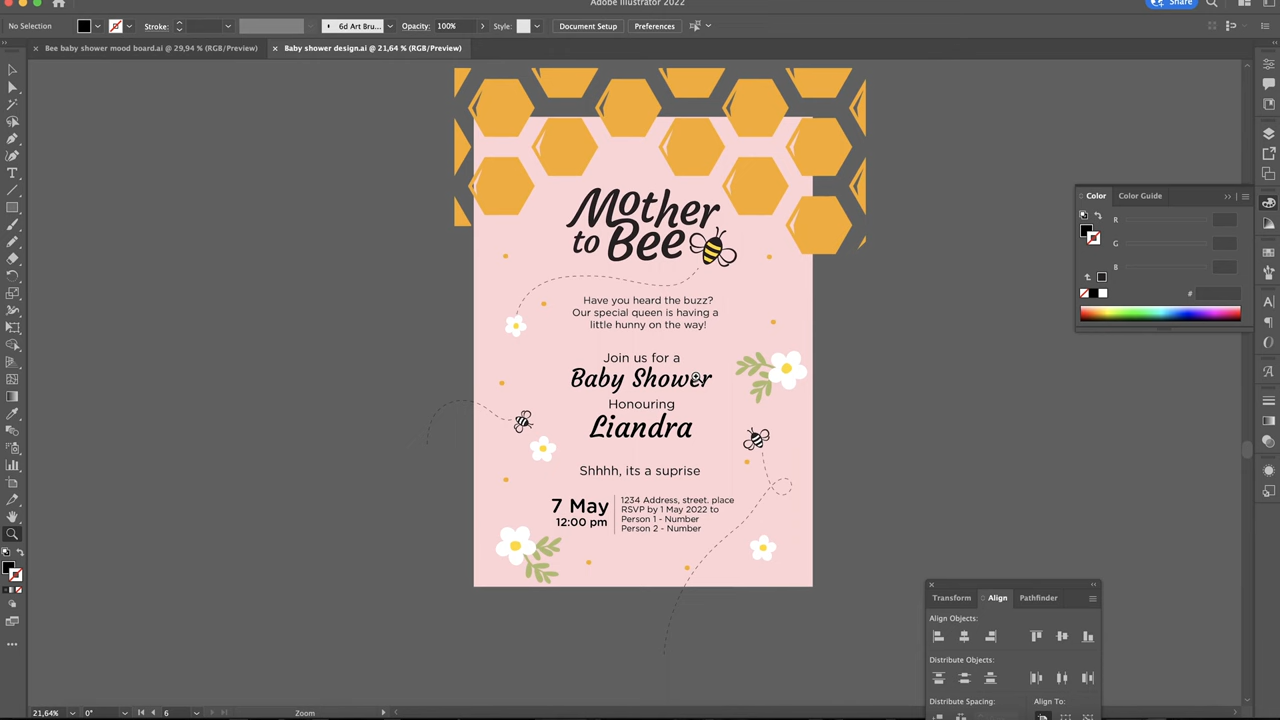 Adobe Illustrator 2022
Share
No Selection
Stroke:
6d Art Bru...
Opacity:
100%
Style:
Document Setup
Preferences
Bee baby shower mood board.ai @ 29,94 % (RGB/Preview)
Baby shower design.ai @ 21,64 % (RGB/Preview)
Color
Color Guide
R
G
B
#
Mother
to Bee
Have you heard the buzz?
Our special queen is having a
little hunny on the way!
Join us for a
Baby Shower
Honouring
Liandra
Shhhh, its a suprise
7 May
12:00 pm
1234 Address, street. place
RSVP by 1 May 2022 to
Person 1 - Number
Person 2 - Number
Transform
Align
Pathfinder
Align Objects:
Distribute Objects:
Distribute Spacing:
Align To:
21,64%
0°
6
Zoom